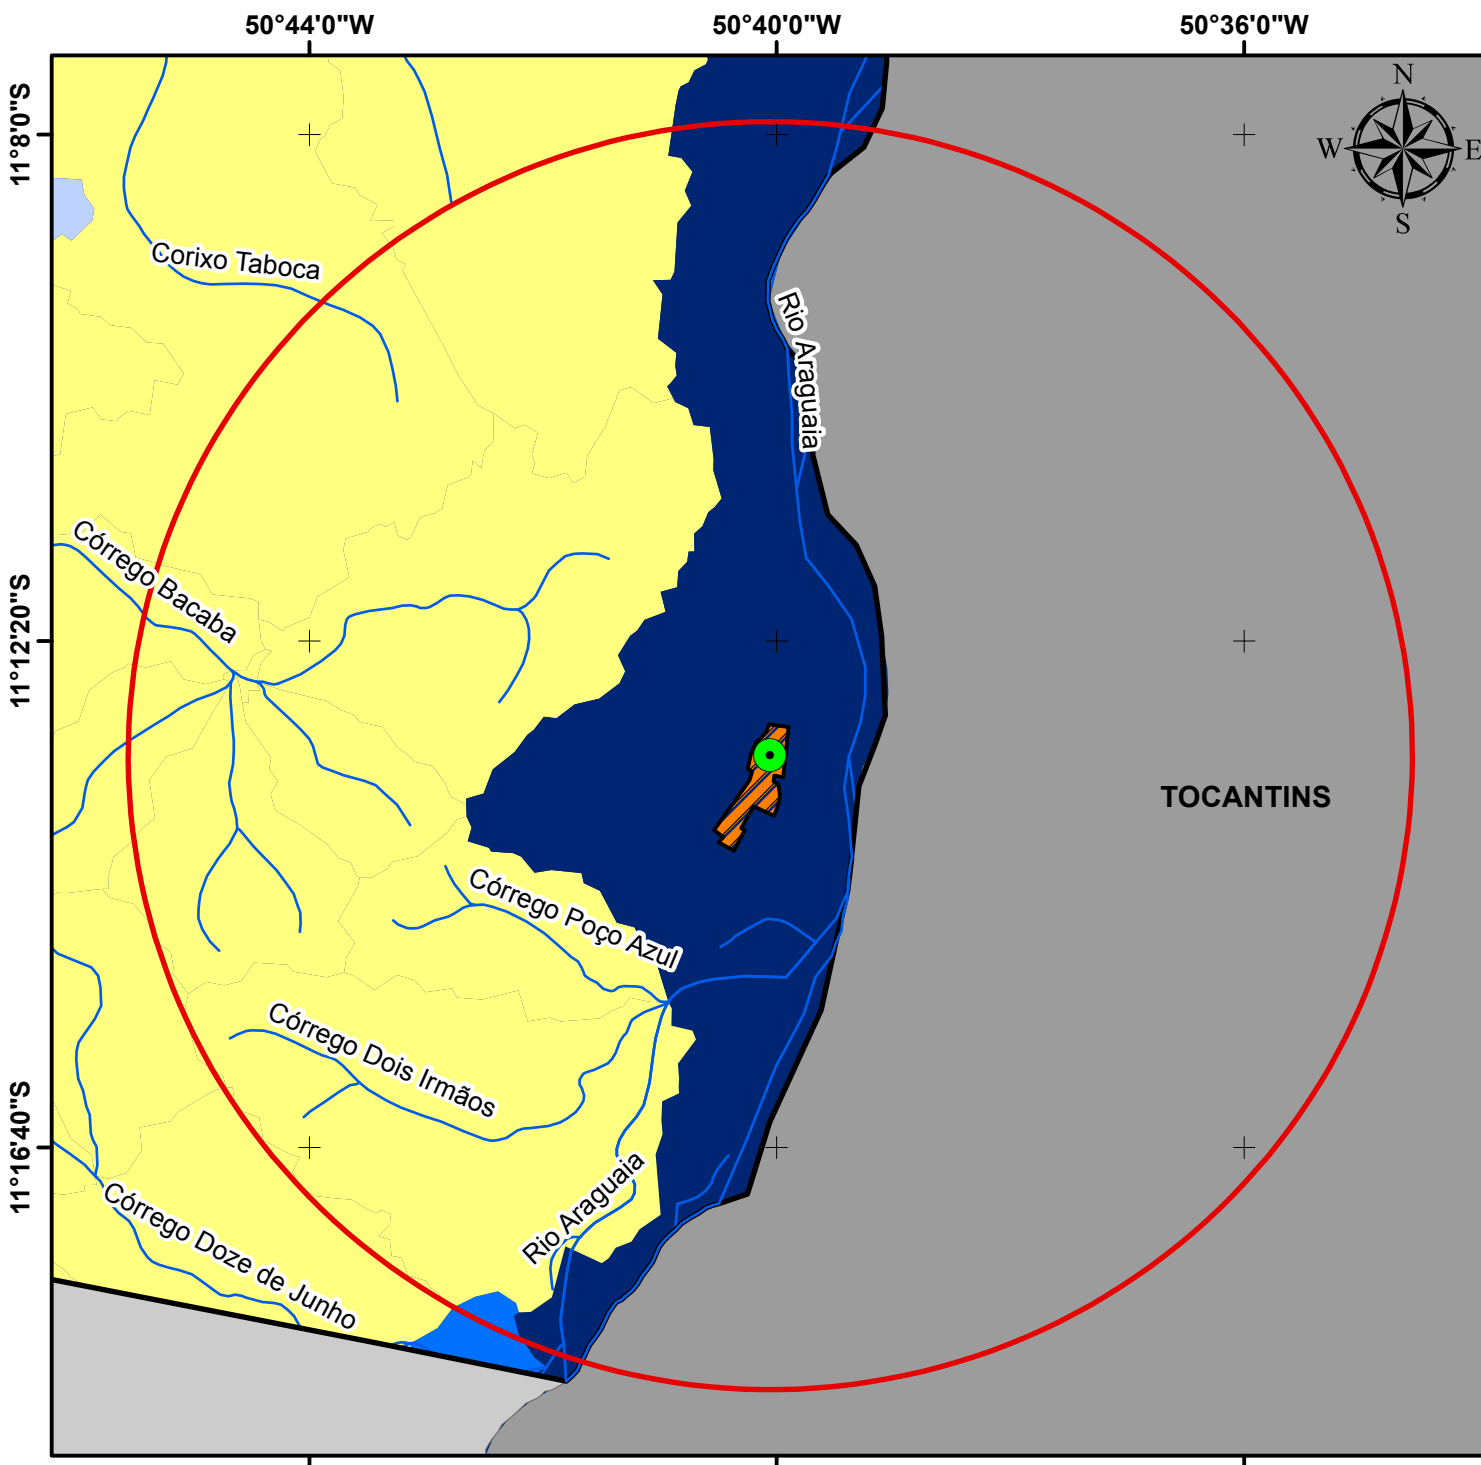 50°44'0"W
50°40'0"W
50°36'0"W
11°8'0"S
N
W
E
S
Corixo Taboca
Rio Araguaia
Córrego Bacaba
11°12'20"S
TOCANTINS
Córrego Poço Azul
Córrego Dois Irmãos
11°16'40"S
Rio Araguaia
Córrego Doze de Junho